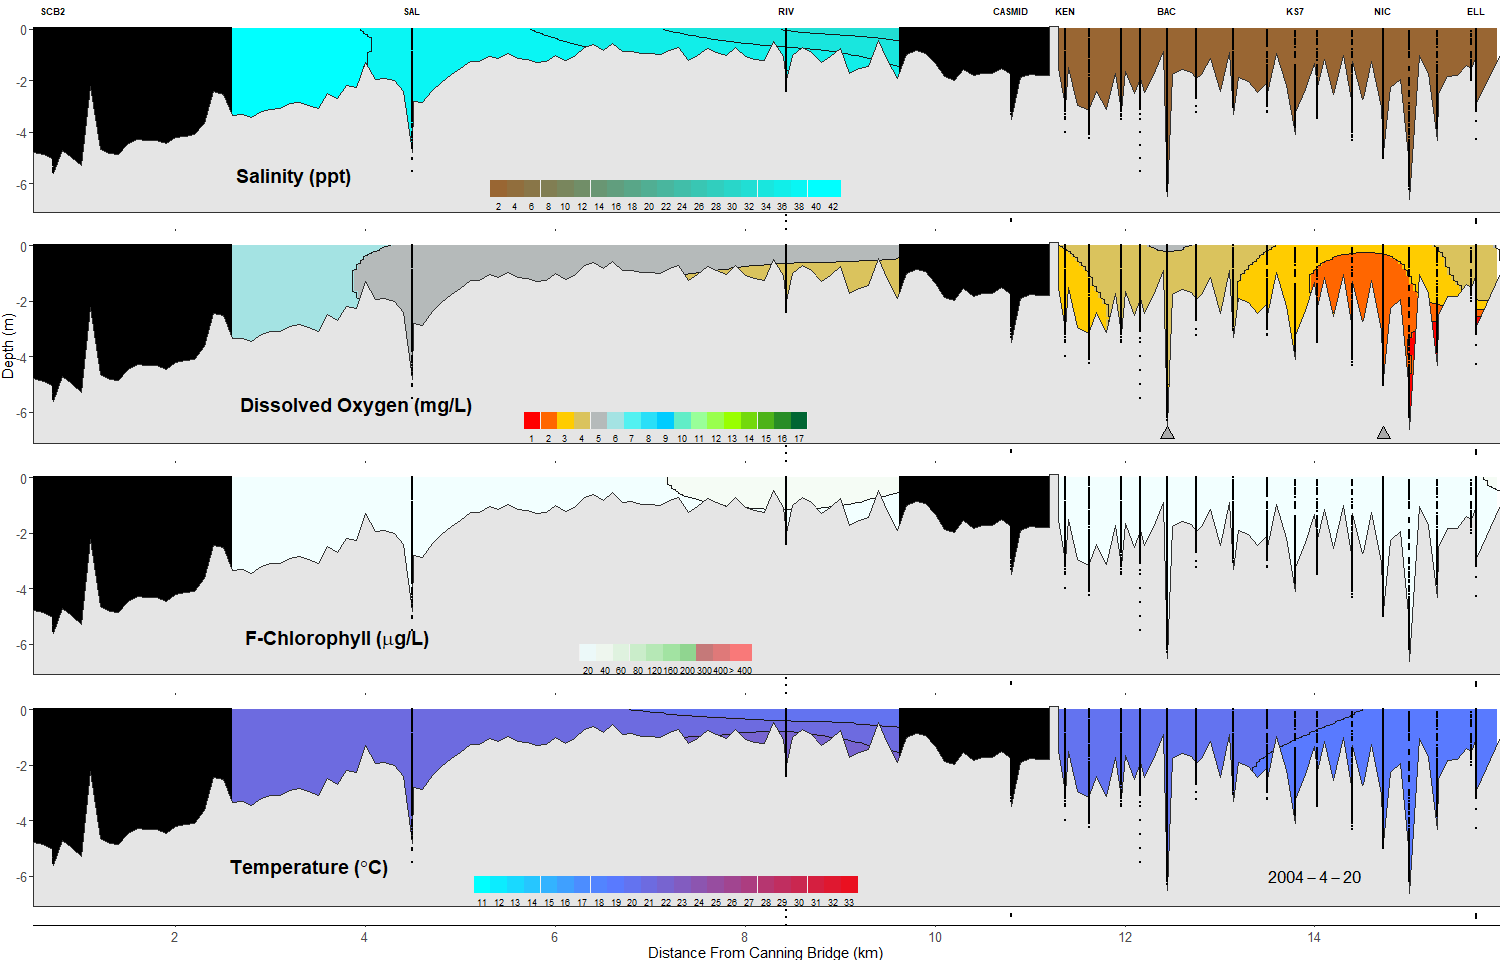 SCB2 SAL RIV CASMID KEN BAC KS7 NIC ELL
0
-2
-4
-6
Salinity (ppt)
2 4 6 8 10 12 14 16 18 20 22 24 26 28 30 32 34 36 38 40 42
0
-2
-4
-6
Dissolved Oxygen (mg/L)
1 2 3 4 5 6 7 8 9 10 11 12 13 14 15 16 17
Depth (m)
0
-2
-4
-6
F-Chlorophyll (µg/L)
20 40 60 80 120 160 200 300 400 > 400
0
-2
-4
-6
Temperature (°C)
2004 – 4 – 20
11 12 13 14 15 16 17 18 19 20 21 22 23 24 25 26 27 28 29 30 31 32 33
2 4 6 8 10 12 14
Distance From Canning Bridge (km)